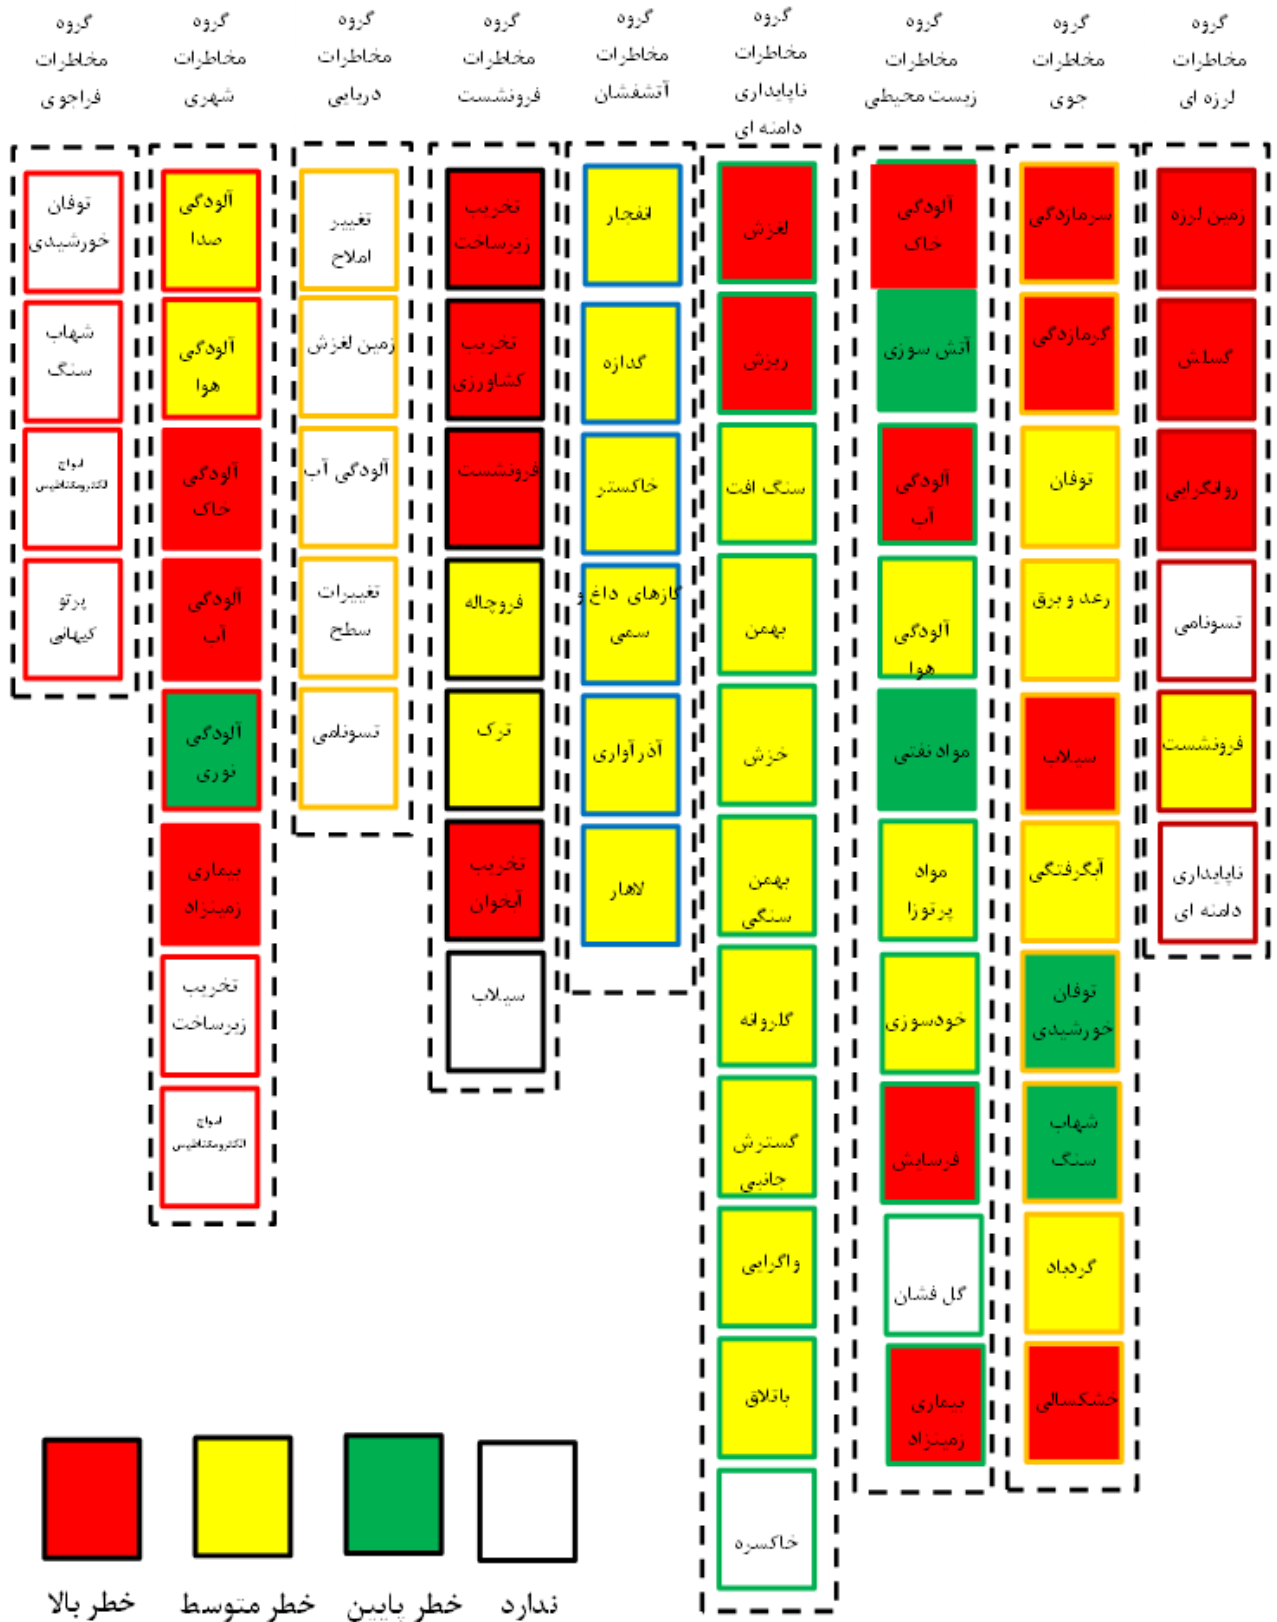 گروه
مخاطرات
لرزه ای
زمین لرزه
گسلش
روانگرایی
تسونامی
فرونشست
ناپایداری
دامنه ای
گروه
مخاطرات
جوی
سرمازدگی
گرمازدگی
توفان
رعد و برق
سیلاب
آبگرفتگی
توفان
خورشیدی
شهاب
سنگ
گردباد
خشکسالی
گروه
مخاطرات
زیست محیطی
آلودگی
خاک
آتش سوزی
آلودگی
آب
آلودگی
هوا
مواد نفتی
مواد
پرتوزا
خودسوزی
فرسایش
گل فشان
بیماری
زمینزاد
گروه
مخاطرات
ناپایداری
دامنه ای
لغزش
ریزش
سنگ افت
بهمن
خزش
بهمن
سنگی
گلروانه
گسترش
جانبی
واگرایی
باتلاق
خاکسره
گروه
مخاطرات
آتشفشان
انفجار
گدازه
خاکستر
گازهای داغ و
سمی
آذرآواری
لاهار
گروه
مخاطرات
فرونشست
تخریب
زیرساخت
تخریب
کشاورزی
فرونشست
فروچاله
ترک
تخریب
آبخوان
سیلاب
گروه
مخاطرات
دریایی
تغییر
املاح
زمین لغزش
آلودگی آب
تغییرات
سطح
تسونامی
گروه
مخاطرات
شهری
آلودگی
صدا
آلودگی
هوا
آلودگی
خاک
آلودگی
آب
آلودگی
نوری
بیماری
زمینزاد
تخریب
زیرساخت
امواج
الکترومغناطیس
گروه
مخاطرات
فراجوی
توفان
خورشیدی
شهاب
سنگ
امواج
الکترومغناطیس
پرتو
کیهانی
ندارد
خطر پایین
خطر متوسط
خطر بالا